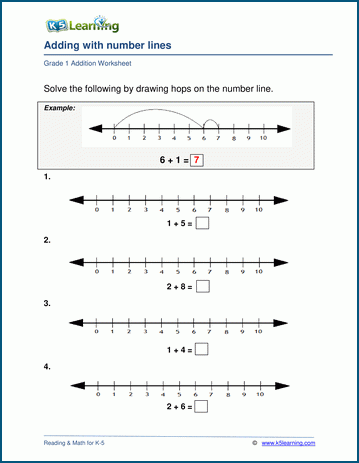 K5 Learning
Adding with number lines
Grade 1 Addition Worksheet
Solve the following by drawing hops on the number line.
Example:
0 1 2 3 4 5 6 7 8 9 10
6 + 1 = 7
1.
0 1 2 3 4 5 6 7 8 9 10
1 + 5 =
2.
0 1 2 3 4 5 6 7 8 9 10
2 + 8 =
3.
0 1 2 3 4 5 6 7 8 9 10
1 + 4 =
4.
0 1 2 3 4 5 6 7 8 9 10
2 + 6 =
Reading & Math for K-5 © www.k5learning.com